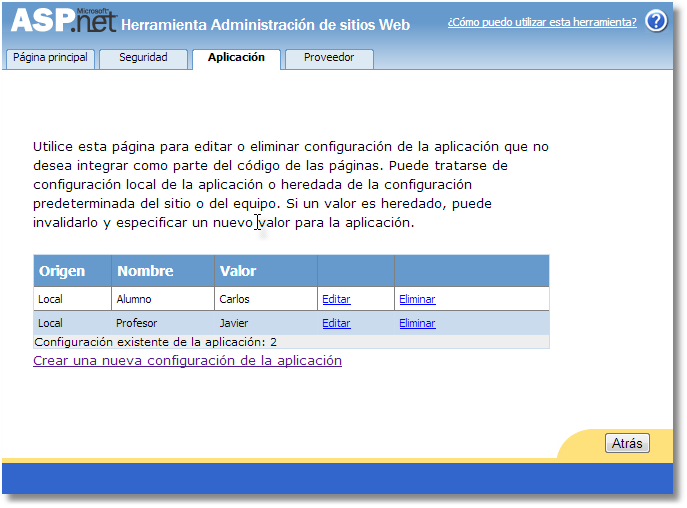 Microsoft
ASP.net Herramienta Administración de sitios Web
¿Cómo puedo utilizar esta herramienta? ?
Página principal Seguridad Aplicación Proveedor
Utilice esta página para editar o eliminar configuración de la aplicación que no
desea integrar como parte del código de las páginas. Puede tratarse de
configuración local de la aplicación o heredada de la configuración
predeterminada del sitio o del equipo. Si un valor es heredado, puede
invalidarlo y especificar un nuevo valor para la aplicación.
Origen Nombre Valor
Local Alumno Carlos Editar Eliminar
Local Profesor Javier Editar Eliminar
Configuración existente de la aplicación: 2
Crear una nueva configuración de la aplicación
Atrás